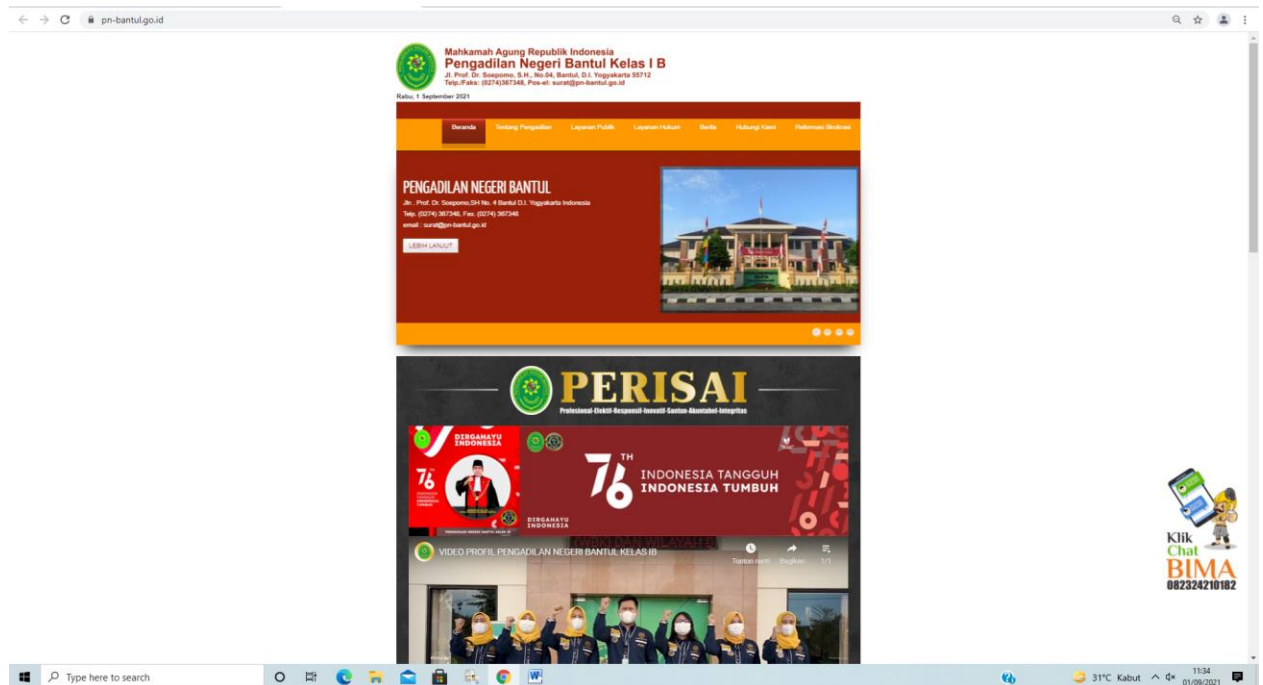 pn-bantul.go.id
Mahkamah Agung Republik Indonesia
Pengadilan Negeri Bantul Kelas I B
Jl. Prof. Dr. Soepomo, S.H., No.04, Bantul, D.I. Yogyakarta 55712
Telp./Faks: (0274)367348, Pos-el: surat@pn-bantul.go.id
Rabu, 1 September 2021
Beranda Tentang Pengadilan Layanan Publik Layanan Hukum Berita Hubungi Kami Reformasi Birokrasi
PENGADILAN NEGERI BANTUL
Jln . Prof. Dr. Soepomo,SH No. 4 Bantul D.I. Yogyakarta Indonesia
Telp. (0274) 367348, Fax. (0274) 367348
email : surat@pn-bantul.go.id
LEBIH LANJUT
PERISAI
Profesional-Efektif-Responsif-Inovatif-Santun-Akuntabel-Integritas
DIRGAHAYU
INDONESIA
76 TH
INDONESIA TANGGUH
INDONESIA TUMBUH
DIRGAHAYU
INDONESIA
VIDEO PROFIL PENGADILAN NEGERI BANTUL KELAS IB
Tonton nanti Bagikan 1/1
Klik
Chat
BIMA
082324210182
Type here to search
31°C Kabut
11:34
01/09/2021